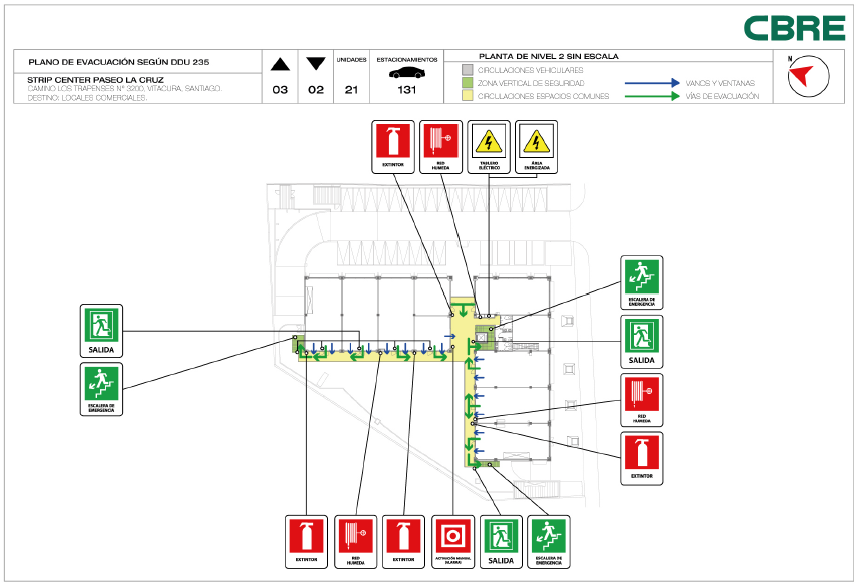 CBRE
PLANO DE EVACUACIÓN SEGÚN DDU 235
STRIP CENTER PASEO LA CRUZ
CAMINO LOS TRAPENSES N° 3200, VITACURA, SANTIAGO.
DESTINO: LOCALES COMERCIALES.
03
02
UNIDADES
21
ESTACIONAMIENTOS
131
PLANTA DE NIVEL 2 SIN ESCALA
CIRCULACIONES VEHICULARES
ZONA VERTICAL DE SEGURIDAD
CIRCULACIONES ESPACIOS COMUNES
VANOS Y VENTANAS
VÍAS DE EVACUACIÓN
N
EXTINTOR
RED
HUMEDA
TABLERO
ELÉCTRICO
ÁREA
ENERGIZADA
ESCALERA DE
EMERGENCIA
SALIDA
SALIDA
ESCALERA DE
EMERGENCIA
RED
HUMEDA
EXTINTOR
EXTINTOR
RED
HUMEDA
EXTINTOR
ACTIVACIÓN MANUAL
(ALARMA)
SALIDA
ESCALERA DE
EMERGENCIA